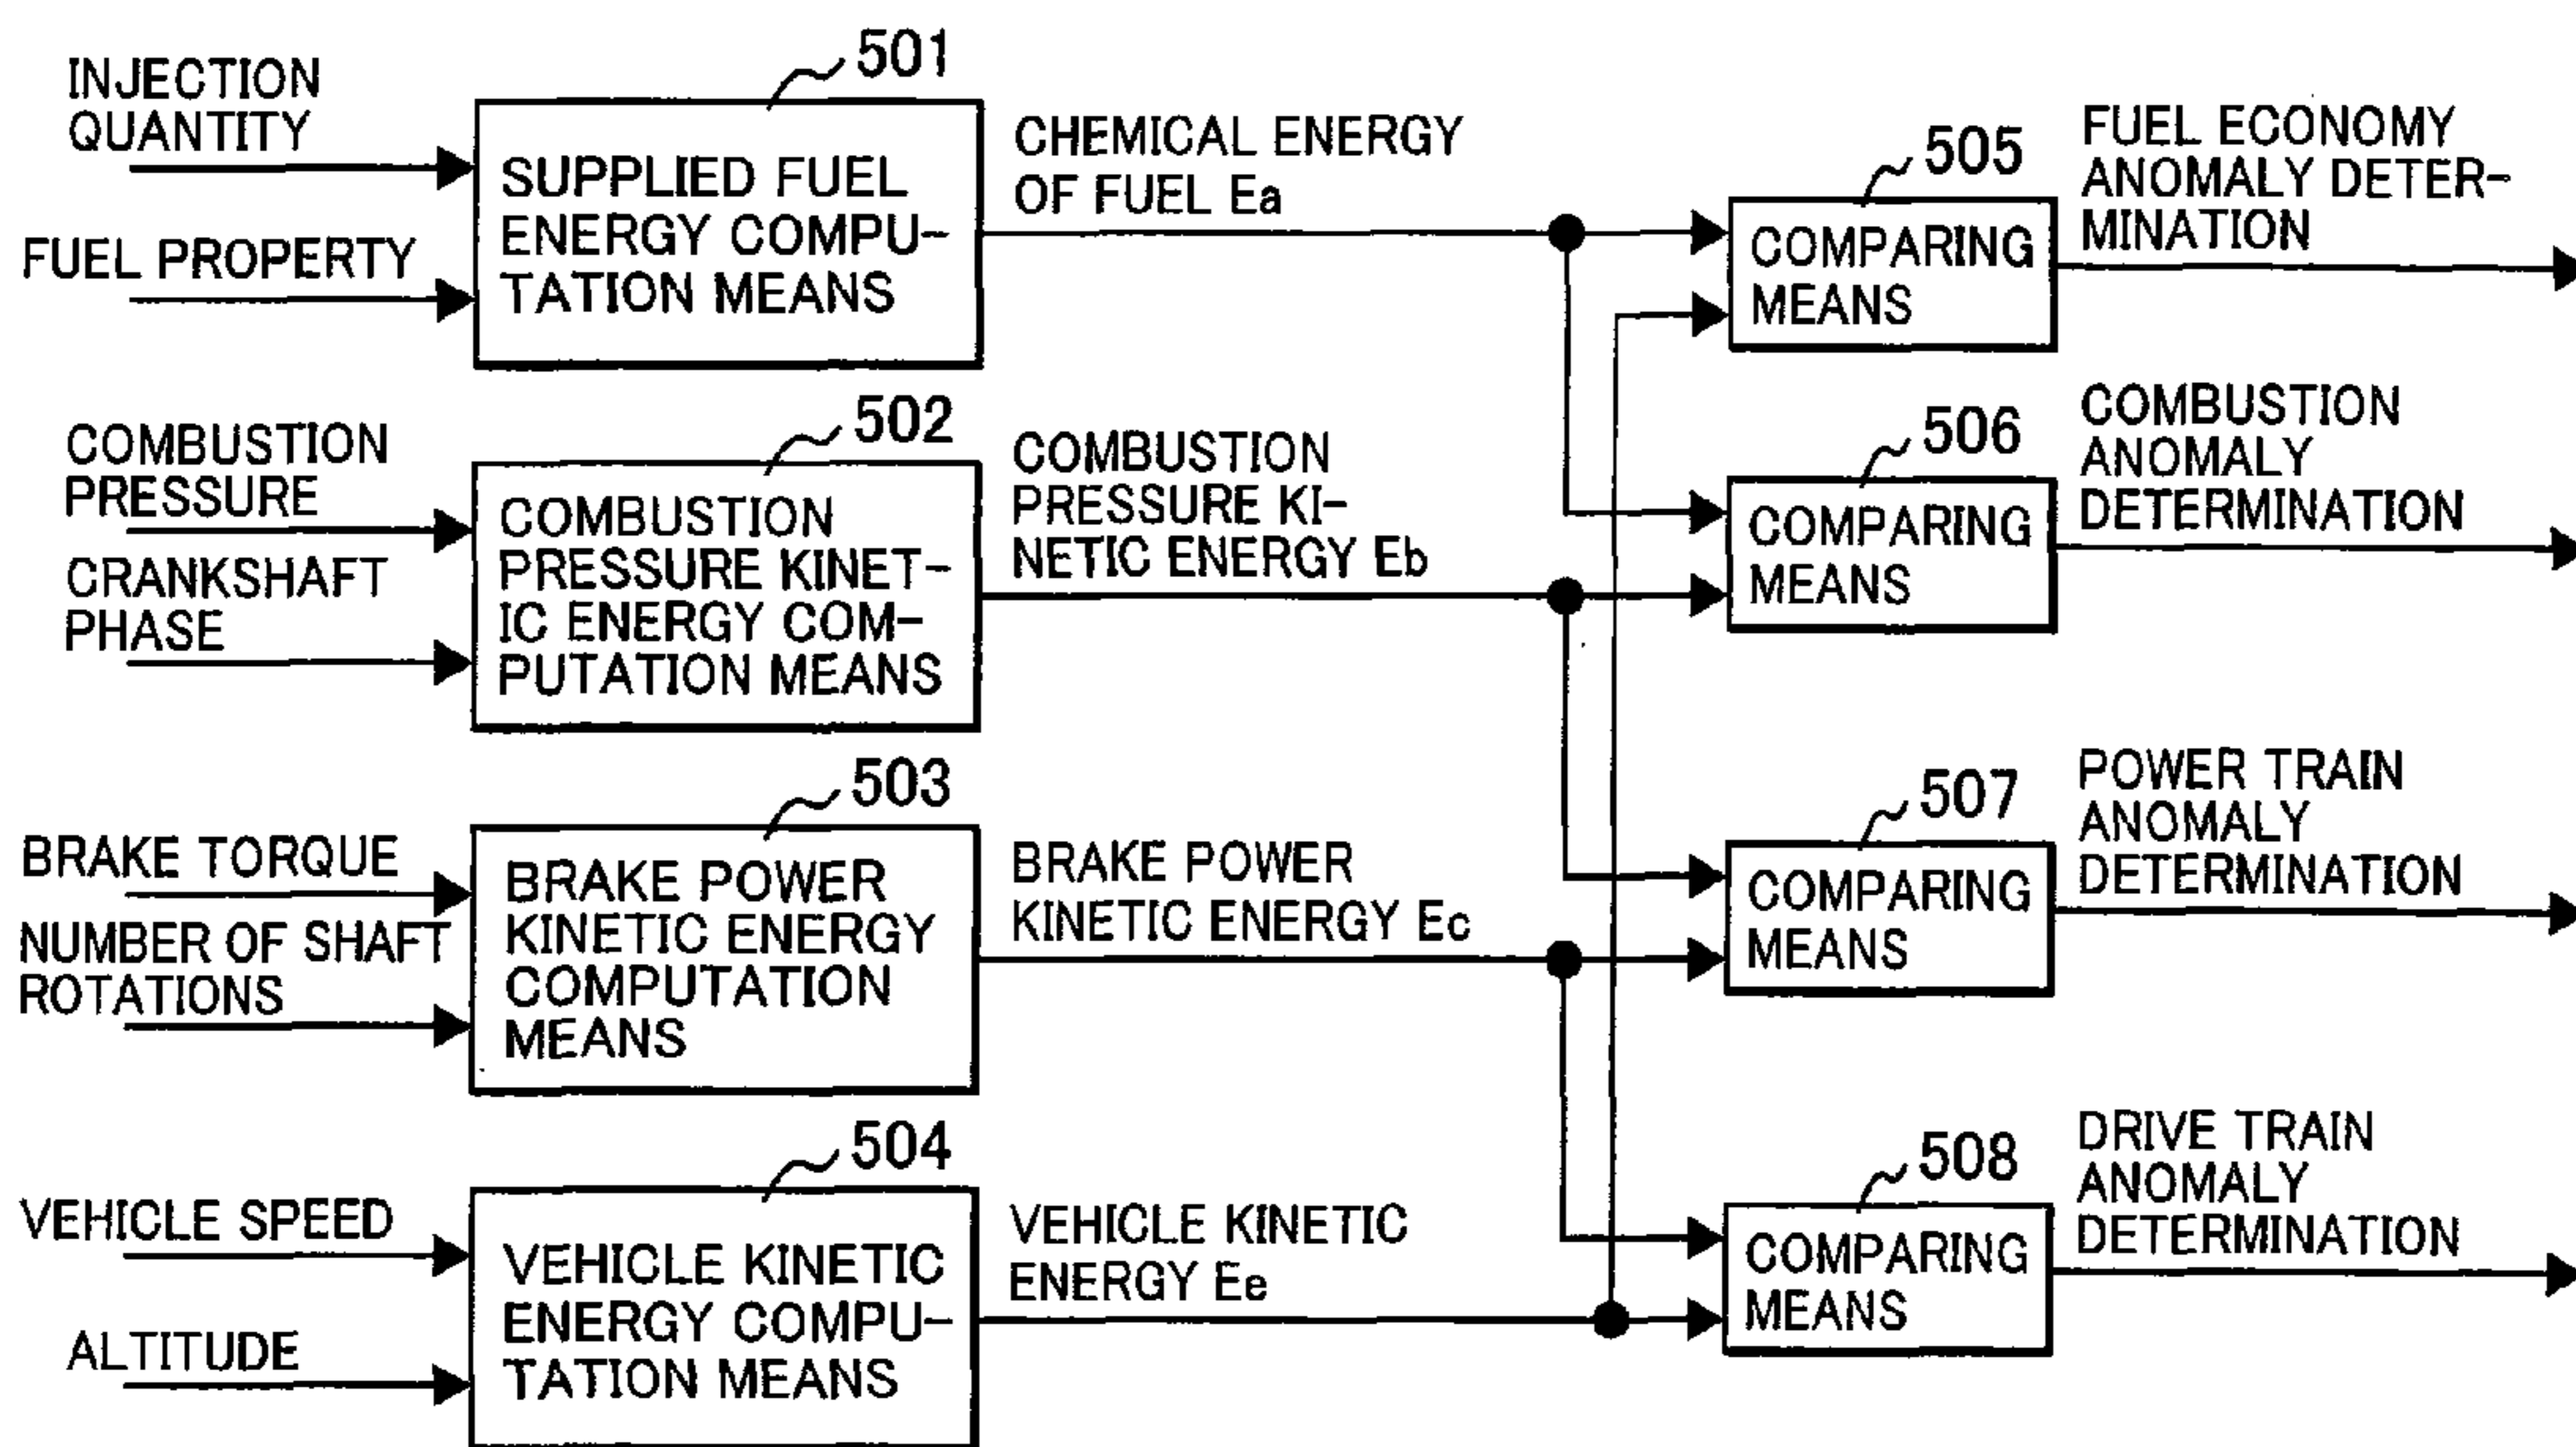 INJECTION
QUANTITY
FUEL PROPERTY
501
SUPPLIED FUEL
ENERGY COMPU-
TATION MEANS
CHEMICAL ENERGY
OF FUEL Ea
505
COMPARING
MEANS
FUEL ECONOMY
ANOMALY DETER-
MINATION
COMBUSTION
PRESSURE
CRANKSHAFT
PHASE
502
COMBUSTION
PRESSURE KINET-
IC ENERGY COM-
PUTATION MEANS
COMBUSTION
PRESSURE KI-
NETIC ENERGY Eb
506
COMPARING
MEANS
COMBUSTION
ANOMALY
DETERMINATION
BRAKE TORQUE
NUMBER OF SHAFT
ROTATIONS
503
BRAKE POWER
KINETIC ENERGY
COMPUTATION
MEANS
BRAKE POWER
KINETIC ENERGY Ec
507
COMPARING
MEANS
POWER TRAIN
ANOMALY
DETERMINATION
VEHICLE SPEED
ALTITUDE
504
VEHICLE KINETIC
ENERGY COMPU-
TATION MEANS
VEHICLE KINETIC
ENERGY Ee
508
COMPARING
MEANS
DRIVE TRAIN
ANOMALY
DETERMINATION